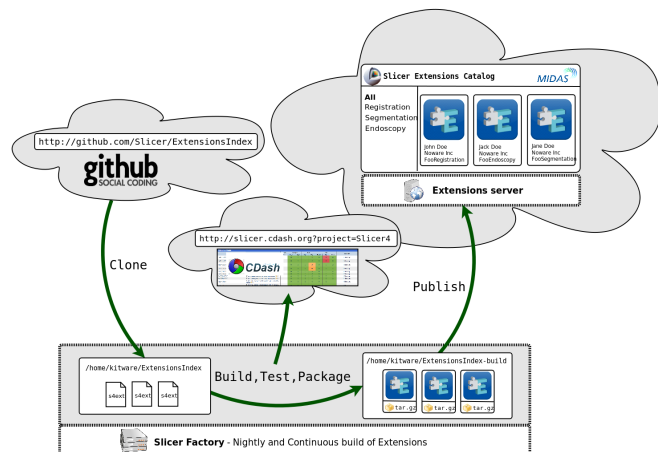 Slicer Extensions Catalog
MIDAS
All
Registration
Segmentation
Endoscopy
John Doe
Noware Inc
FooRegistration
Jack Doe
Noware Inc
FooEndoscopy
Jane Doe
Noware Inc
FooSegmentation
Extensions server
http://github.com/Slicer/ExtensionsIndex
github
SOCIAL CODING
http://slicer.cdash.org?project=Slicer4
CDash
Clone
Publish
/home/kitware/ExtensionsIndex
s4ext
s4ext
s4ext
Build,Test,Package
/home/kitware/ExtensionsIndex-build
tar.gz
tar.gz
tar.gz
Slicer Factory - Nightly and Continuous build of Extensions